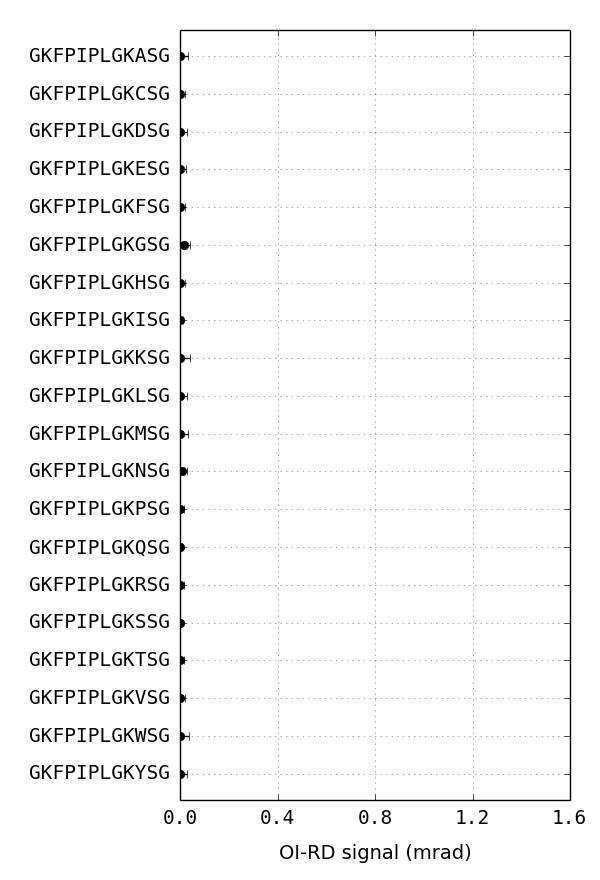 GKFPIPLGKASG
GKFPIPLGKCSG
GKFPIPLGKDSG
GKFPIPLGKESG
GKFPIPLGKFSG
GKFPIPLGKGSG
GKFPIPLGKHSG
GKFPIPLGKISG
GKFPIPLGKKSG
GKFPIPLGKLSG
GKFPIPLGKMSG
GKFPIPLGKNSG
GKFPIPLGKPSG
GKFPIPLGKQSG
GKFPIPLGKRSG
GKFPIPLGKSSG
GKFPIPLGKTSG
GKFPIPLGKVSG
GKFPIPLGKWSG
GKFPIPLGKYSG
0.0 0.4 0.8 1.2 1.6
OI-RD signal (mrad)